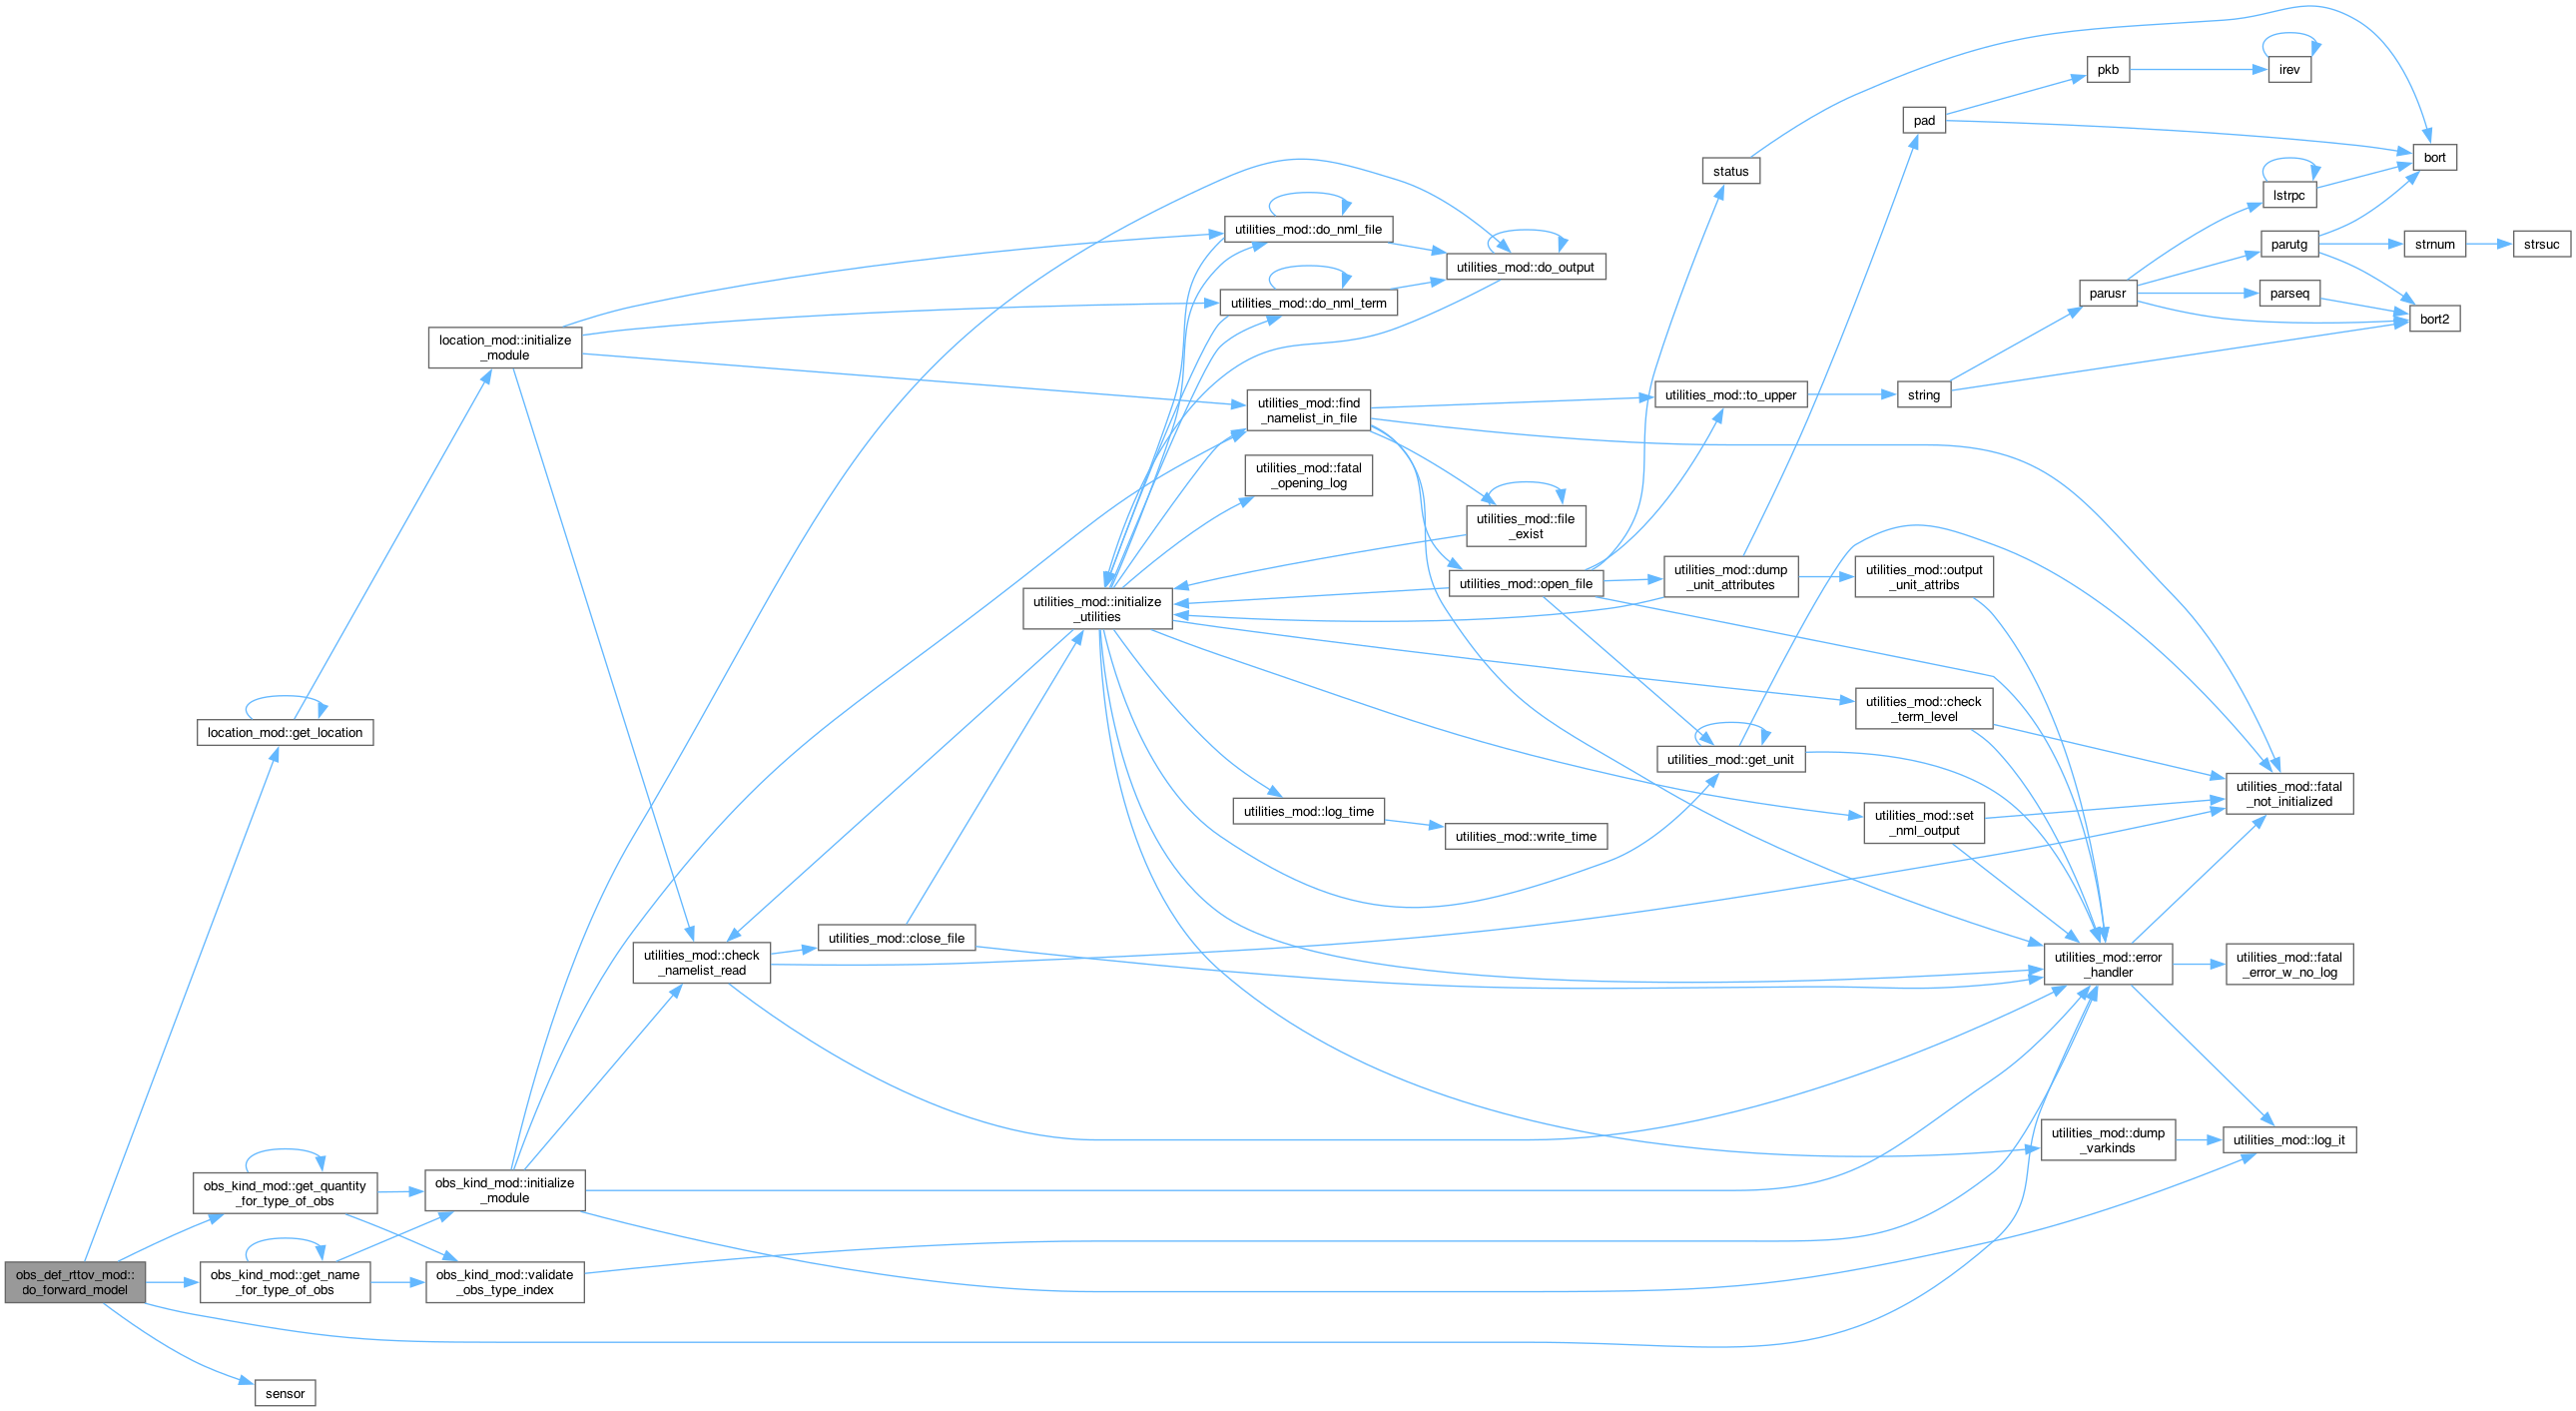 pkb
irev
pad
bort
status
lstrpc
utilities_mod::do_nml_file
parutg
strnum
strsuc
utilities_mod::do_output
utilities_mod::do_nml_term
parusr
parseq
bort2
location_mod::initialize
_module
utilities_mod::find
_namelist_in_file
utilities_mod::to_upper
string
utilities_mod::fatal
_opening_log
utilities_mod::file
_exist
utilities_mod::open_file
utilities_mod::dump
_unit_attributes
utilities_mod::output
_unit_attribs
utilities_mod::initialize
_utilities
utilities_mod::check
_term_level
location_mod::get_location
utilities_mod::get_unit
utilities_mod::fatal
_not_initialized
utilities_mod::log_time
utilities_mod::set
_nml_output
utilities_mod::write_time
utilities_mod::close_file
utilities_mod::check
_namelist_read
utilities_mod::error
_handler
utilities_mod::fatal
_error_w_no_log
utilities_mod::dump
_varkinds
utilities_mod::log_it
obs_kind_mod::get_quantity
_for_type_of_obs
obs_kind_mod::initialize
_module
obs_def_rttov_mod::
do_forward_model
obs_kind_mod::get_name
_for_type_of_obs
obs_kind_mod::validate
_obs_type_index
sensor